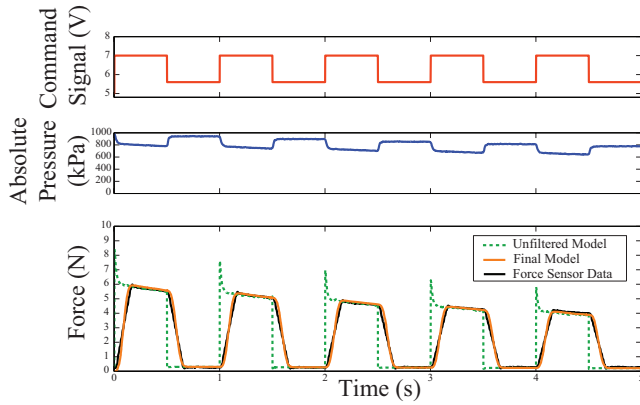 Command
Signal (V)
8
7
6
5
Absolute
Pressure
(kPa)
1000
800
600
400
200
0
Force (N)
10
9
8
7
6
5
4
3
2
1
0
Unfiltered Model
Final Model
Force Sensor Data
0
1
2
3
4
5
Time (s)